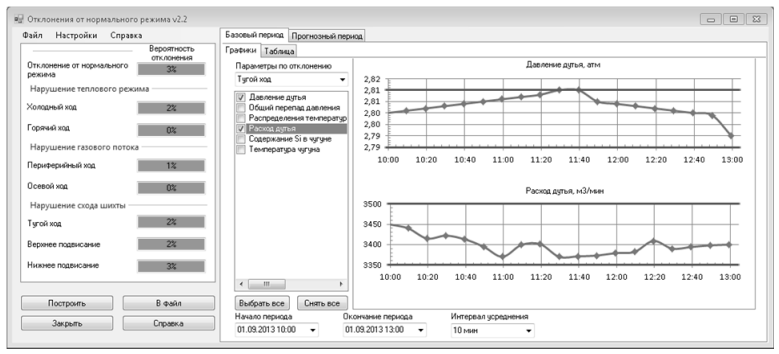 Отклонения от нормального режима v2.2
Файл Настройки Справка
Вероятность отклонения
Отклонение от нормального режима 3%
Нарушение теплового режима
Холодный ход 2%
Горячий ход 0%
Нарушение газового потока
Периферийный ход 1%
Осевой ход 0%
Нарушение схода шихты
Тугой ход 2%
Верхнее подвисание 2%
Нижнее подвисание 3%
Построить В файл
Закрыть Справка
Базовый период Прогнозный период
Графики Таблица
Параметры по отклонению
Тугой ход
Давление дутья
Общий перепад давления
Распределения температур
Расход дутья
Содержание Si в чугуне
Температура чугуна
Выбрать все Снять все
Давление дутья, атм
2,82
2,81
2,81
2,80
2,80
2,79
2,79
10:00 10:20 10:40 11:00 11:20 11:40 12:00 12:20 12:40 13:00
Расход дутья, м3/мин
3500
3450
3400
3350
10:00 10:20 10:40 11:00 11:20 11:40 12:00 12:20 12:40 13:00
Начало периода Окончание периода Интервал усреднения
01.09.2013 10:00 01.09.2013 13:00 10 мин